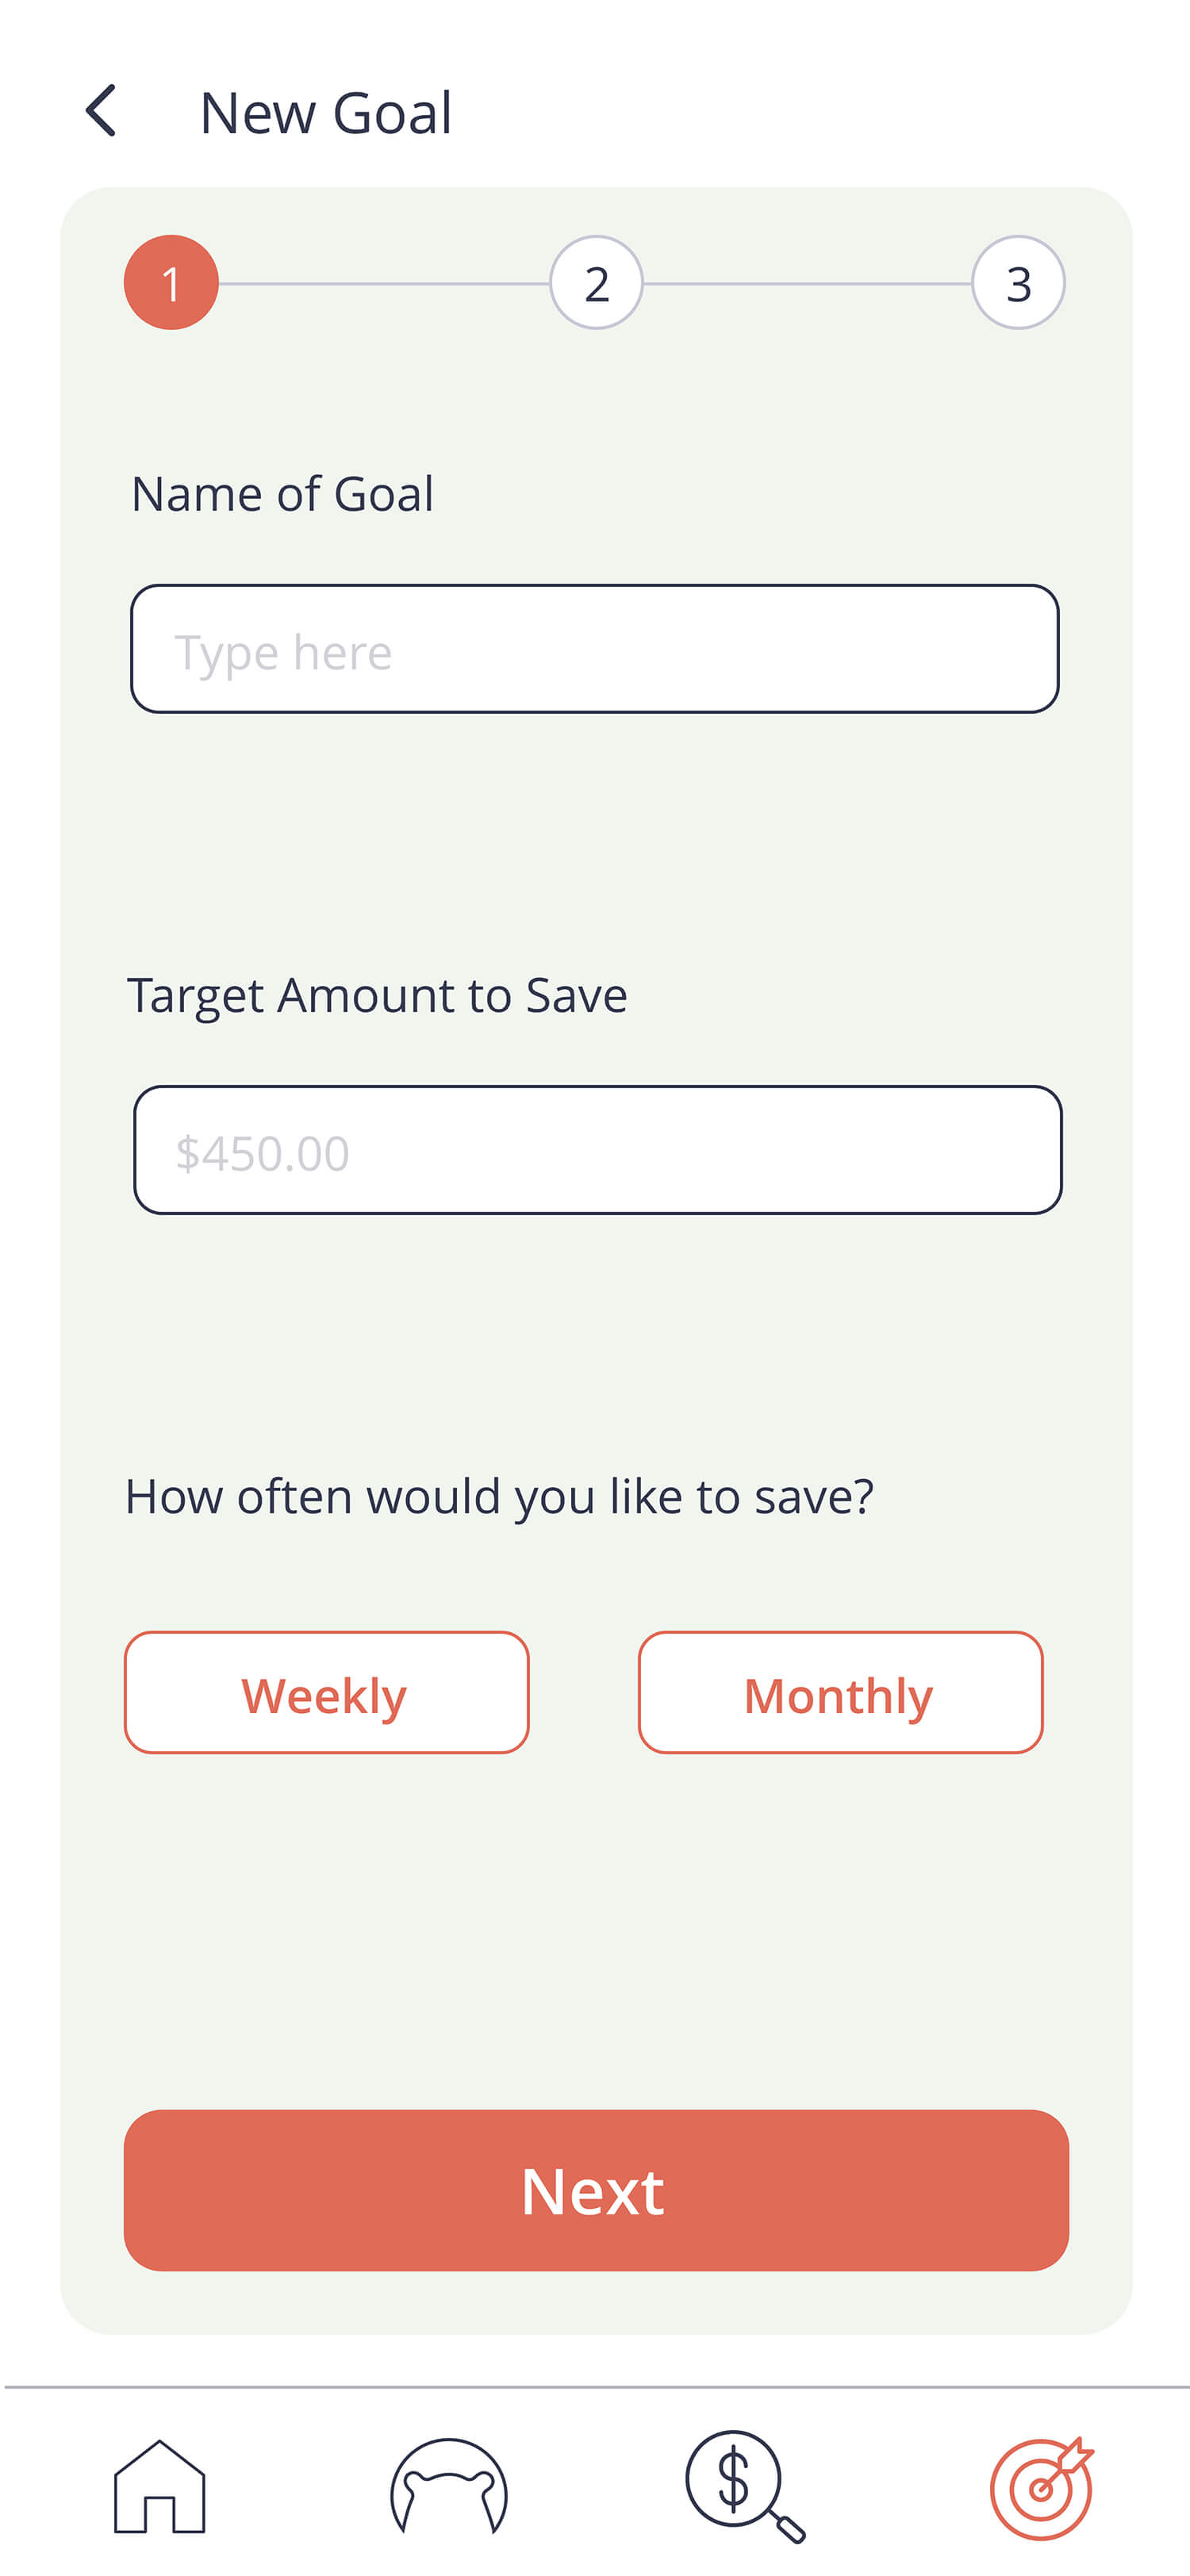 New Goal
1 2 3
Name of Goal
Type here
Target Amount to Save
$450.00
How often would you like to save?
Weekly Monthly
Next
$